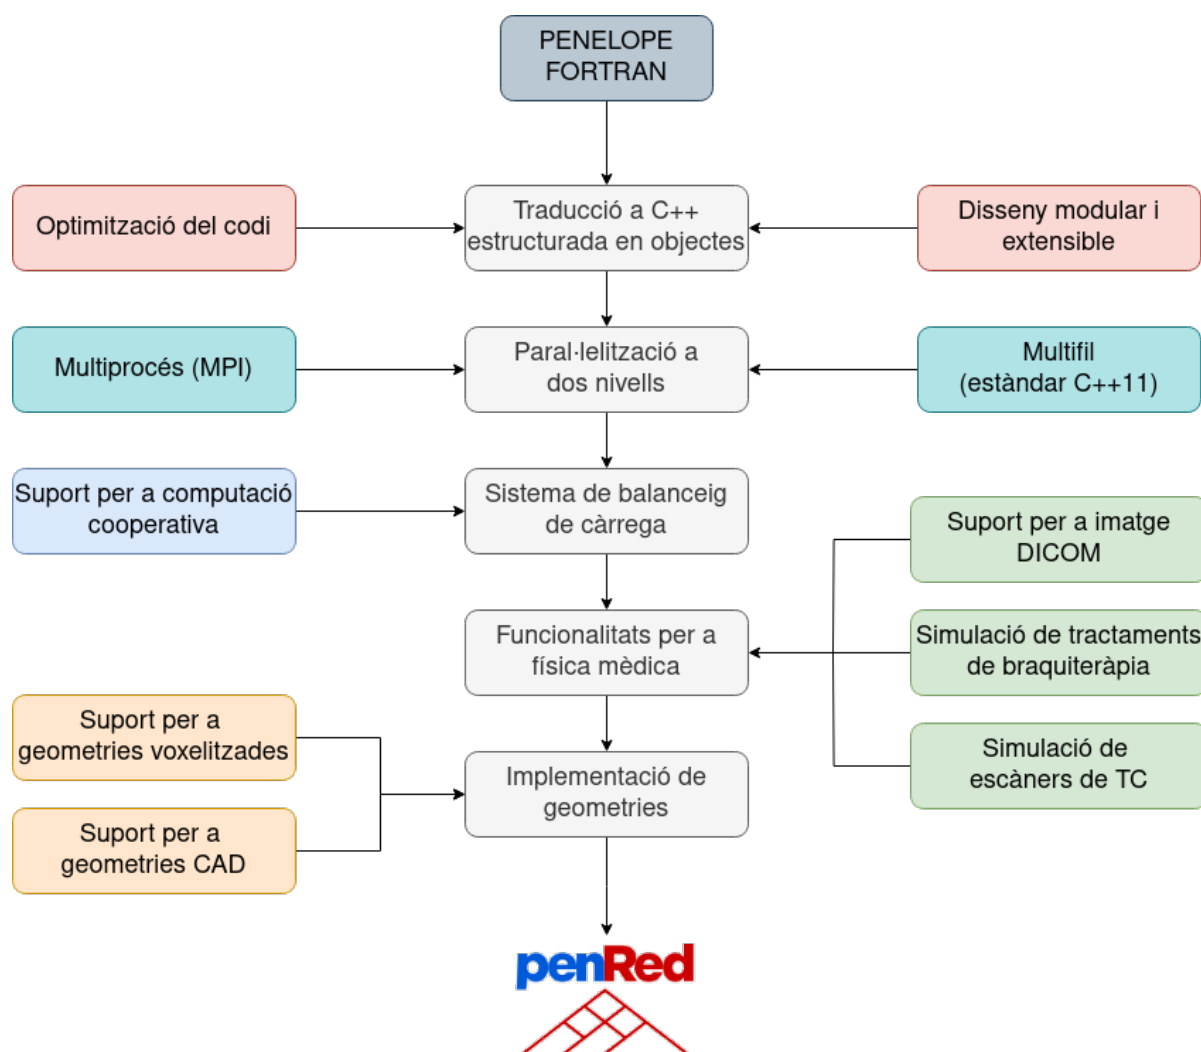 PENELOPE
FORTRAN
Optimització del codi
Traducció a C++
estructurada en objectes
Disseny modular i
extensible
Multiprocés (MPI)
Paral·lelització a
dos nivells
Multifil
(estàndar C++11)
Suport per a computació
cooperativa
Sistema de balanceig
de càrrega
Suport per a imatge
DICOM
Funcionalitats per a
física mèdica
Simulació de tractaments
de braquiteràpia
Suport per a
geometries voxelitzades
Implementació de
geometries
Simulació de
escàners de TC
Suport per a
geometries CAD
penRed